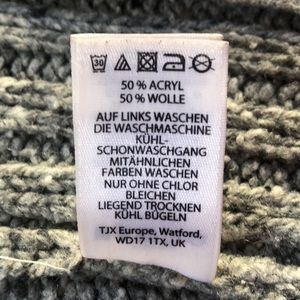 30
50 % ACRYL
50 % WOLLE
AUF LINKS WASCHEN
DIE WASCHMASCHINE
KÜHL-
SCHONWASCHGANG
MITÄHNLICHEN
FARBEN WASCHEN
NUR OHNE CHLOR
BLEICHEN
LIEGEND TROCKNEN
KÜHL BÜGELN
TJX Europe, Watford,
WD17 1TX, UK